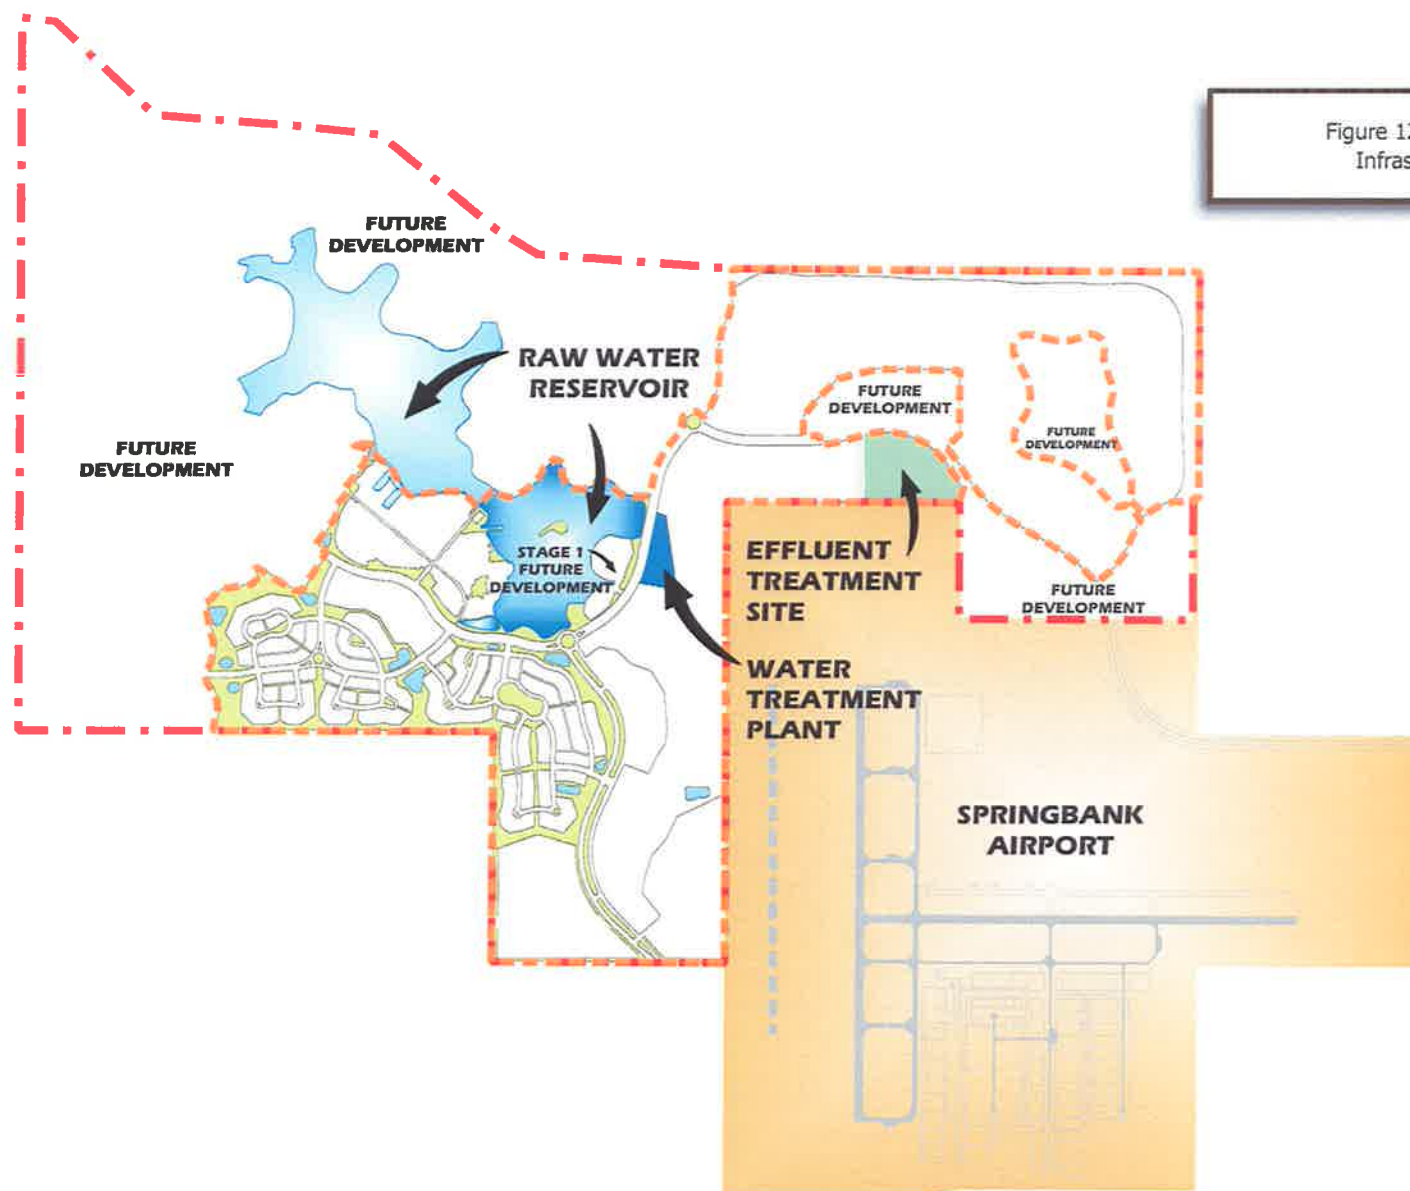 Figure 12
Infras
FUTURE
DEVELOPMENT
RAW WATER
RESERVOIR
FUTURE
DEVELOPMENT
FUTURE
DEVELOPMENT
FUTURE
DEVELOPMENT
STAGE 1
FUTURE
DEVELOPMENT
EFFLUENT
TREATMENT
SITE
FUTURE
DEVELOPMENT
WATER
TREATMENT
PLANT
SPRINGBANK
AIRPORT